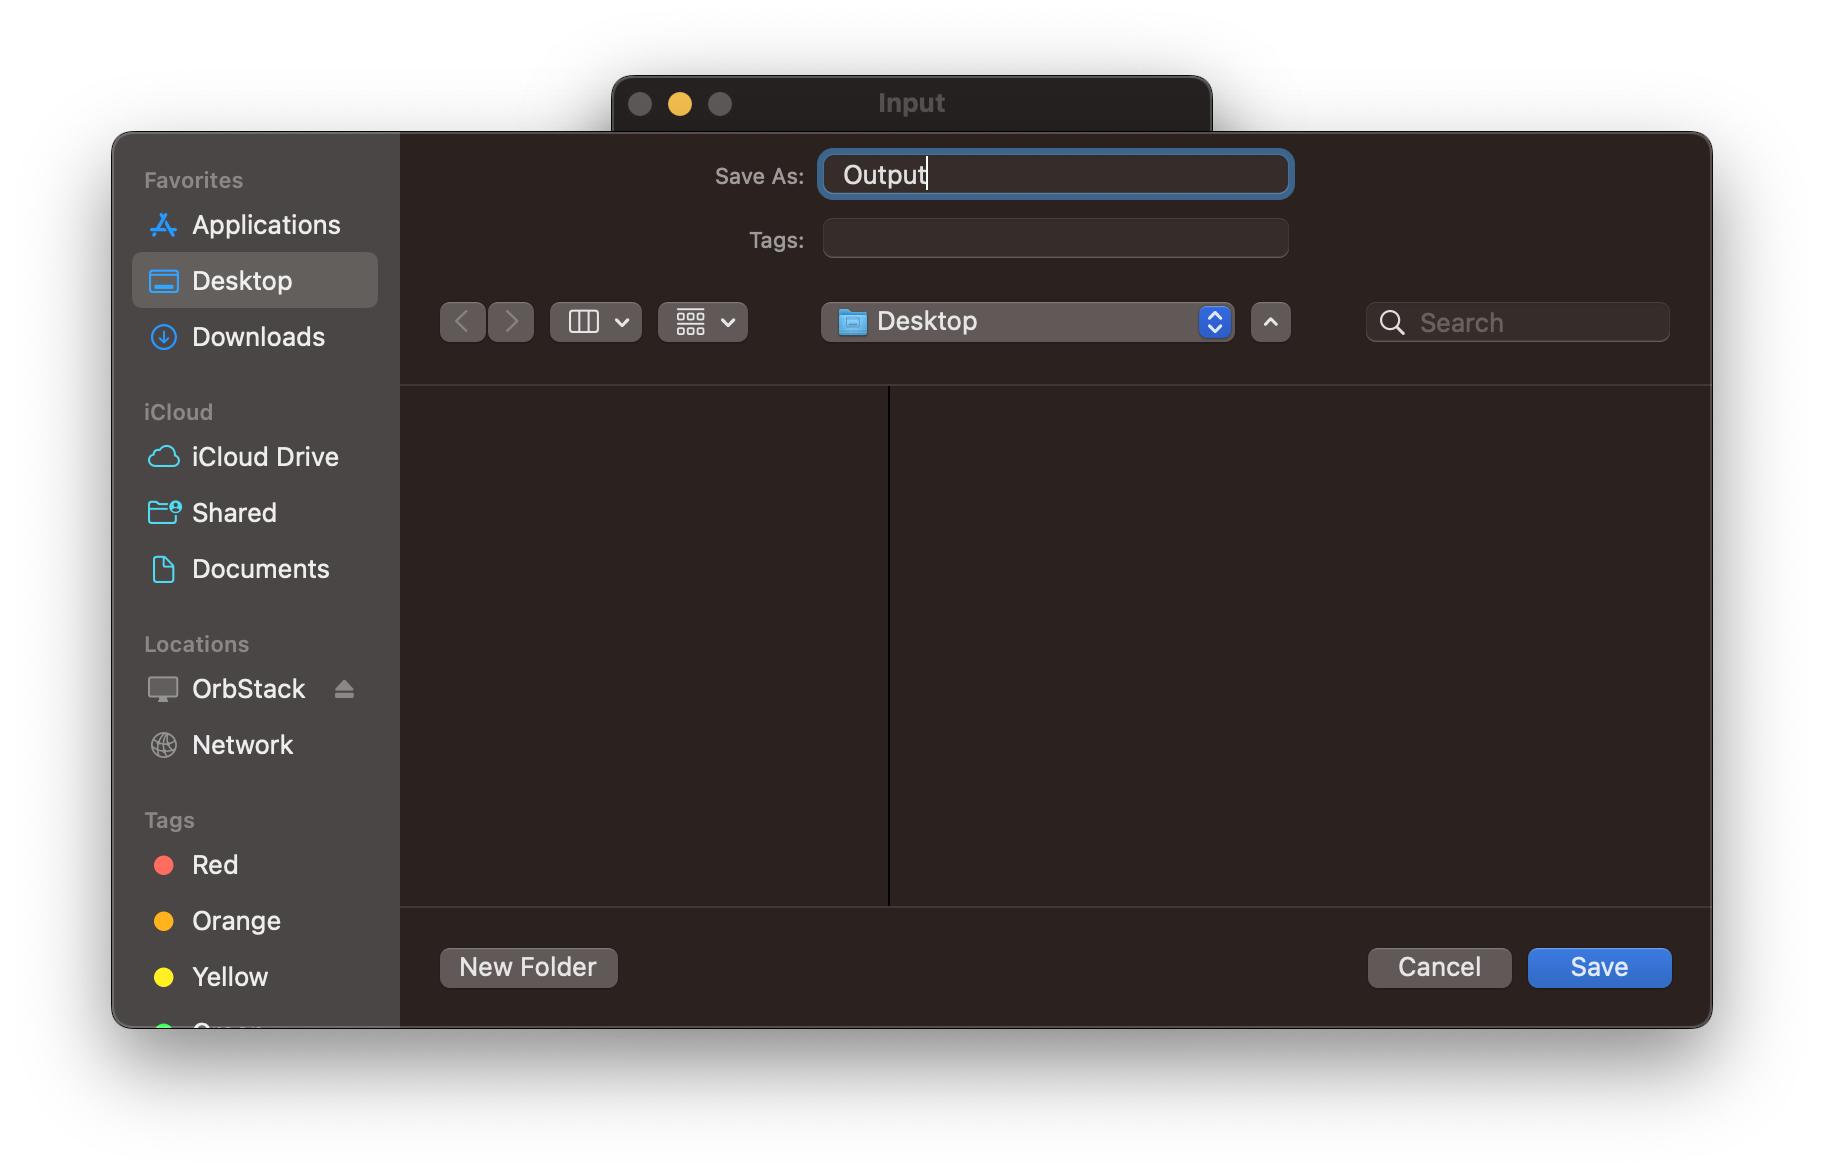 Input
Favorites
Applications
Desktop
Downloads
iCloud
iCloud Drive
Shared
Documents
Locations
OrbStack
Network
Tags
Red
Orange
Yellow
Save As: Output
Tags:
Desktop
Search
New Folder
Cancel
Save